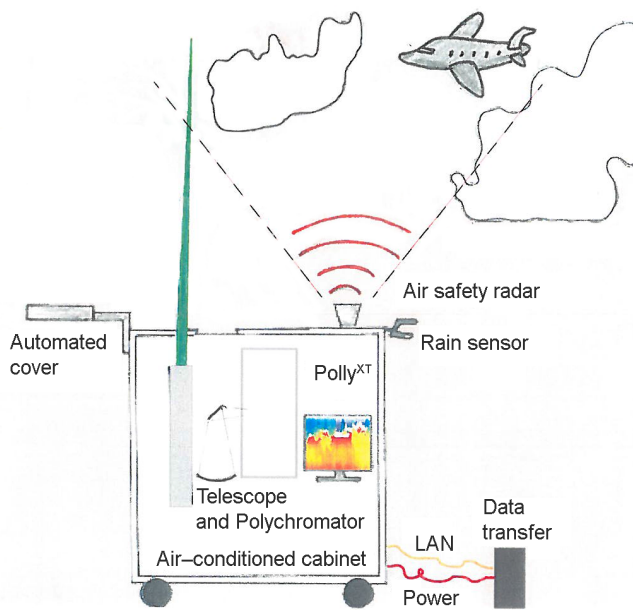 Air safety radar
Automated
cover
Rain sensor
Polly^XT
Telescope
and Polychromator
Air–conditioned cabinet
Data
transfer
LAN
Power